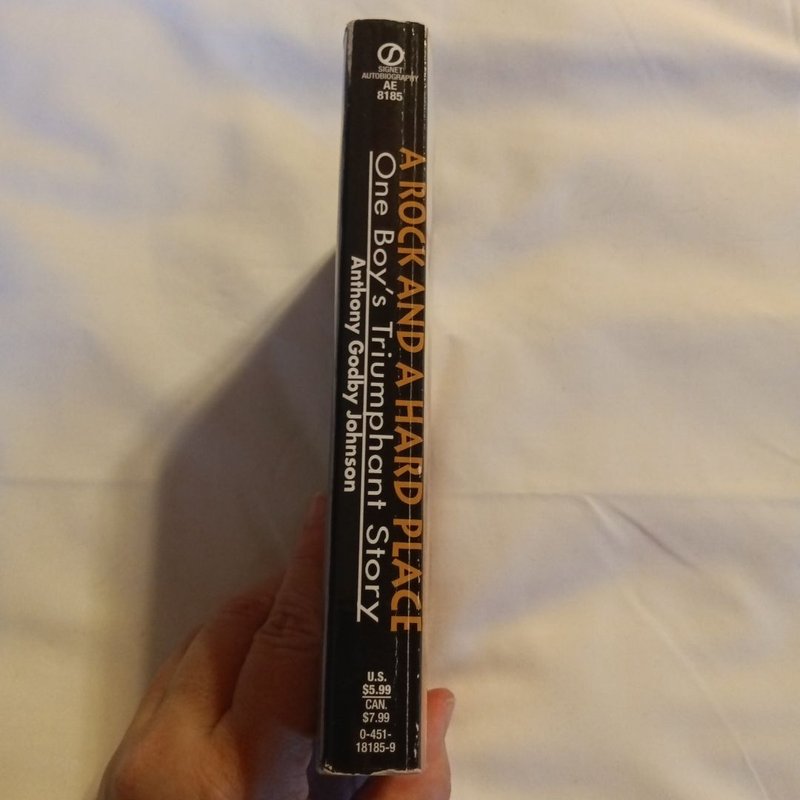 SIGNET
AUTOBIOGRAPHY
AE
8185
A ROCK AND A HARD PLACE
One Boy's Triumphant Story
Anthony Godby Johnson
U.S.
$5.99
CAN.
$7.99
0-451-
18185-9